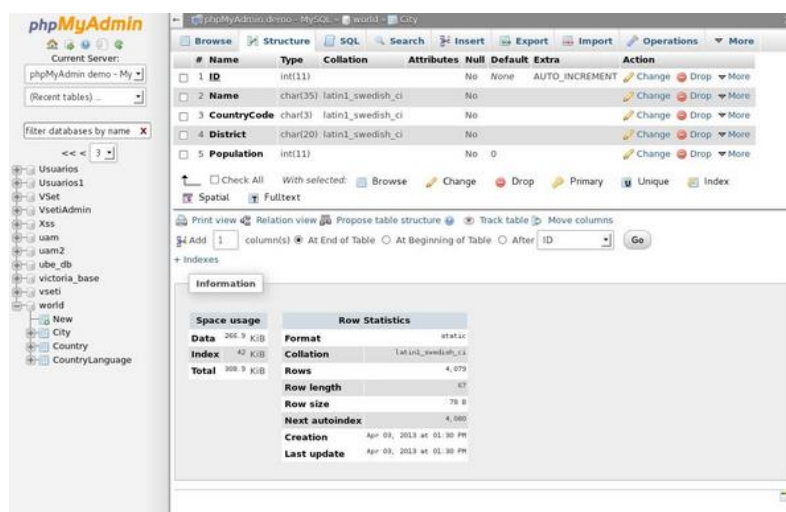 phpMyAdmin
Current Server:
phpMyAdmin demo - My
(Recent tables) ...
filter databases by name X
<< < 3
Usuarios
Usuarios1
VSet
VsetiAdmin
Xss
uam
uam2
ube_db
victoria_base
vseti
world
New
City
Country
CountryLanguage
phpMyAdmin demo - MySQL » world » City
Browse Structure SQL Search Insert Export Import Operations More
# Name Type Collation Attributes Null Default Extra Action
1 ID int(11) No None AUTO_INCREMENT Change Drop More
2 Name char(35) latin1_swedish_ci No Change Drop More
3 CountryCode char(3) latin1_swedish_ci No Change Drop More
4 District char(20) latin1_swedish_ci No Change Drop More
5 Population int(11) No 0 Change Drop More
Check All With selected: Browse Change Drop Primary Unique Index
Spatial Fulltext
Print view Relation view Propose table structure Track table Move columns
Add 1 column(s) At End of Table At Beginning of Table After ID Go
+ Indexes
Information
Space usage
Data 266.9 KiB
Index 42 KiB
Total 308.9 KiB
Row Statistics
Format static
Collation latin1_swedish_ci
Rows 4,079
Row length 67
Row size 78 B
Next autoindex 4,080
Creation Apr 03, 2013 at 01:30 PM
Last update Apr 03, 2013 at 01:30 PM